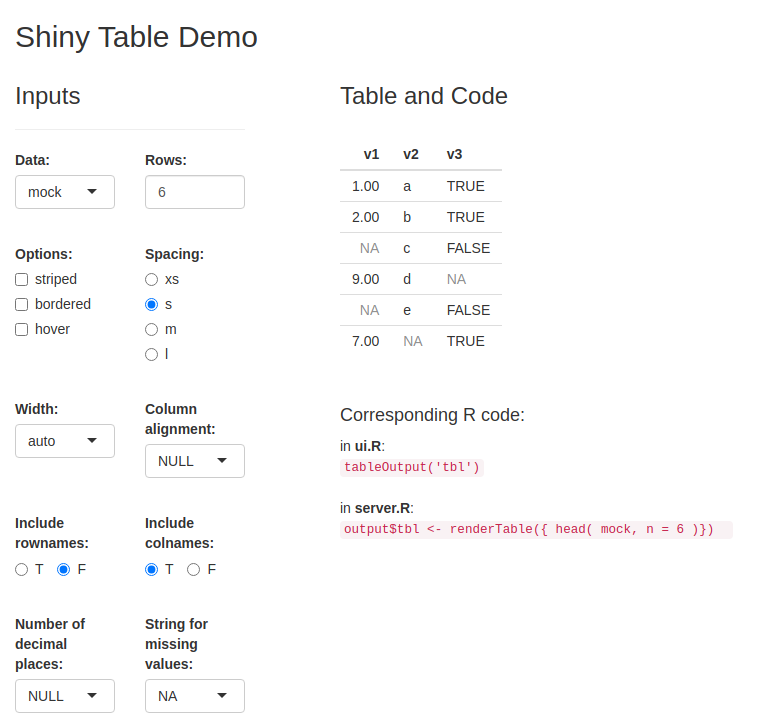 Shiny Table Demo
Inputs
Data:
mock
Rows:
6
Options:
striped
bordered
hover
Spacing:
xs
s
m
l
Width:
auto
Column
alignment:
NULL
Include
rownames:
T F
Include
colnames:
T F
Number of
decimal
places:
NULL
String for
missing
values:
NA
Table and Code
v1 v2 v3
1.00 a TRUE
2.00 b TRUE
NA c FALSE
9.00 d NA
NA e FALSE
7.00 NA TRUE
Corresponding R code:
in ui.R:
tableOutput('tbl')
in server.R:
output$tbl <- renderTable({ head( mock, n = 6 )})